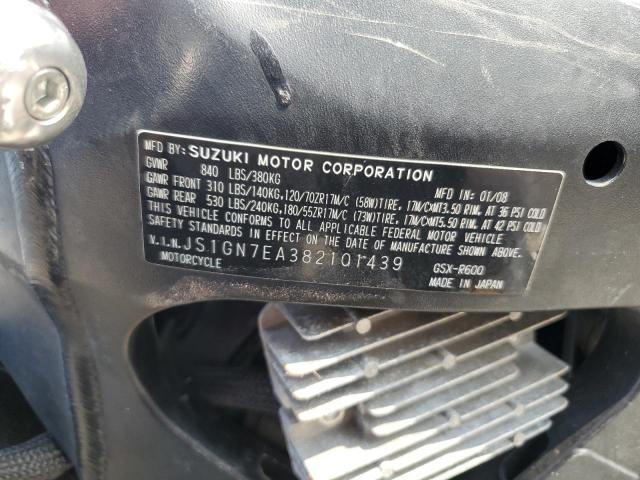 MFD BY: SUZUKI MOTOR CORPORATION
GVWR 840 LBS/380KG MFD IN: 01/08
GAWR FRONT 310 LBS/140KG, 120/70ZR17M/C (58W)TIRE, 17M/C×MT3.50 RIM, AT 36 PSI COLD
GAWR REAR 530 LBS/240KG, 180/55ZR17M/C (73W)TIRE, 17M/C×MT5.50 RIM, AT 42 PSI COLD
THIS VEHICLE CONFORMS TO ALL APPLICABLE FEDERAL MOTOR VEHICLE
SAFETY STANDARDS IN EFFECT ON THE DATE OF MANUFACTURE SHOWN ABOVE.
V.I.N. JS1GN7EA382101439 GSX-R600
MOTORCYCLE MADE IN JAPAN